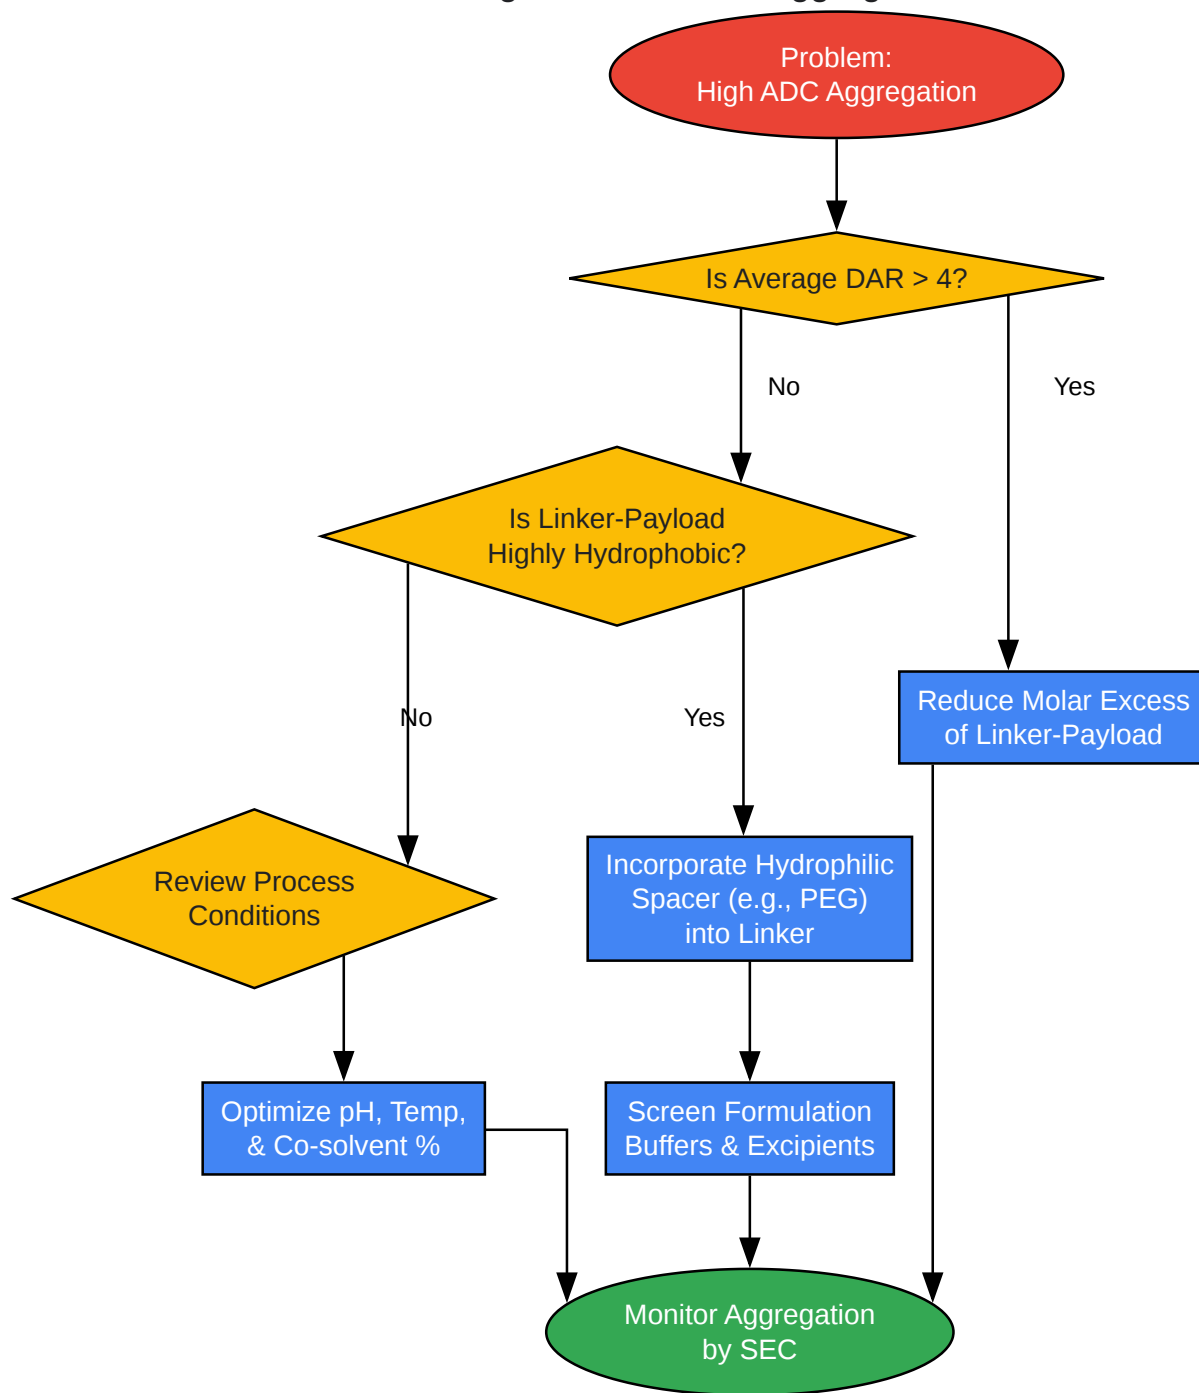 Problem:
High ADC Aggregation
Is Average DAR > 4?
No
Yes
Is Linker-Payload
Highly Hydrophobic?
No
Yes
Reduce Molar Excess
of Linker-Payload
Incorporate Hydrophilic
Spacer (e.g., PEG)
into Linker
Review Process
Conditions
Optimize pH, Temp,
& Co-solvent %
Screen Formulation
Buffers & Excipients
Monitor Aggregation
by SEC